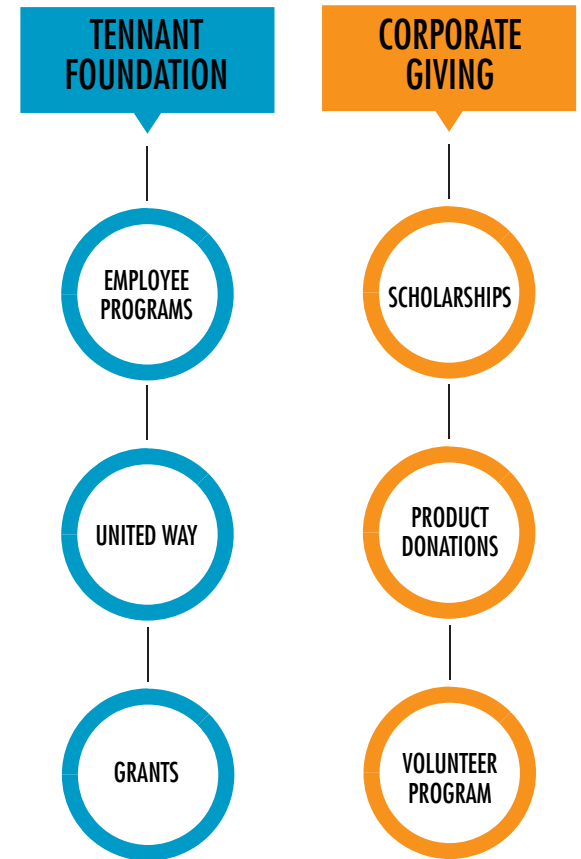 TENNANT
FOUNDATION
EMPLOYEE
PROGRAMS
UNITED WAY
GRANTS
CORPORATE
GIVING
SCHOLARSHIPS
PRODUCT
DONATIONS
VOLUNTEER
PROGRAM